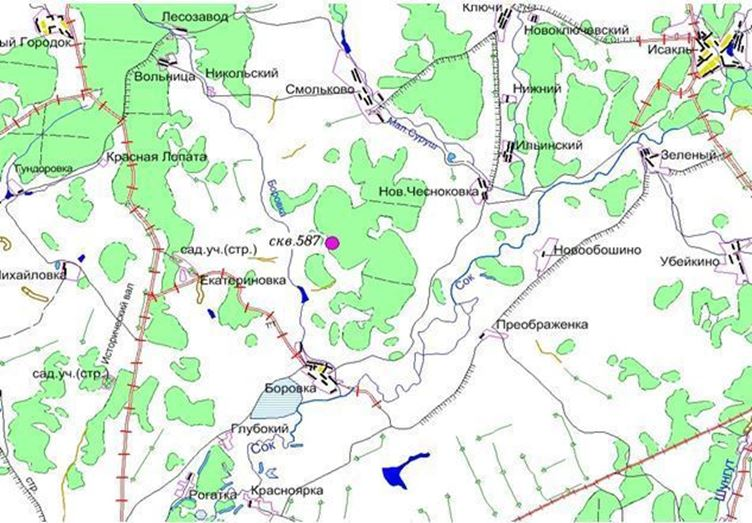 Лесозавод
Ключи
Новоключевский
ый Городок
Исаклы
Вольница
Никольский
Смольково
Нижний
Мал.Суруш
Ильинский
Красная Лопата
Зеленый
Тундоровка
Боровка
Нов.Чесноковка
скв.587
сад.уч.(стр.)
Новообошино
Убейкино
Михайловка
Екатериновка
Сок
Исторический вал
Преображенка
сад.уч.(стр.)
Боровка
Глубокий
Сок
стр.
Рогатка
Красноярка
Шунгут